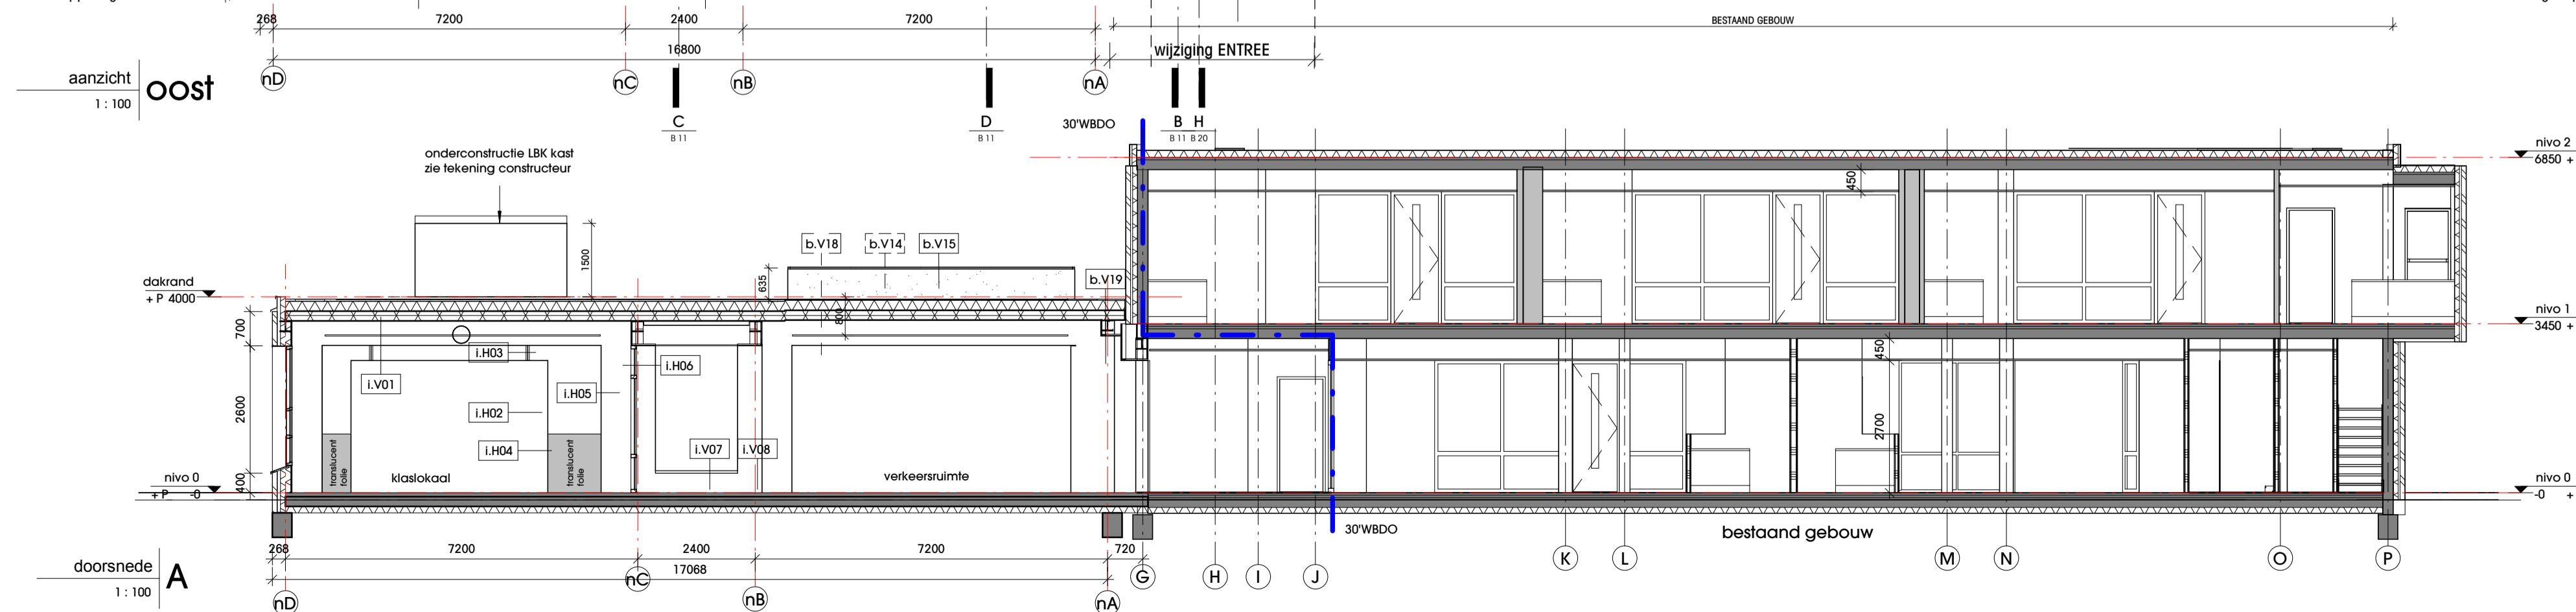 268
7200
2400
7200
BESTAAND GEBOUW
16800
wijziging ENTREE
nD
nC
nB
nA
aanzicht
1 : 100
oost
C
B 11
D
B 11
B
B 11
H
B 20
30'WBDO
onderconstructie LBK kast
zie tekening constructeur
nivo 2
6850 +
450
1500
b.V18
b.V14
b.V15
635
b.V19
dakrand
+ P 4000
800
nivo 1
3450 +
700
i.H03
i.H06
i.V01
i.H05
450
2600
i.H02
2700
i.H04
i.V07
i.V08
translucent
folie
klaslokaal
translucent
folie
verkeersruimte
400
nivo 0
+ P -0
nivo 0
-0 +
30'WBDO
bestaand gebouw
268
7200
2400
7200
720
17068
doorsnede
1 : 100
A
nD
nC
nB
nA
G
H
I
J
K
L
M
N
O
P